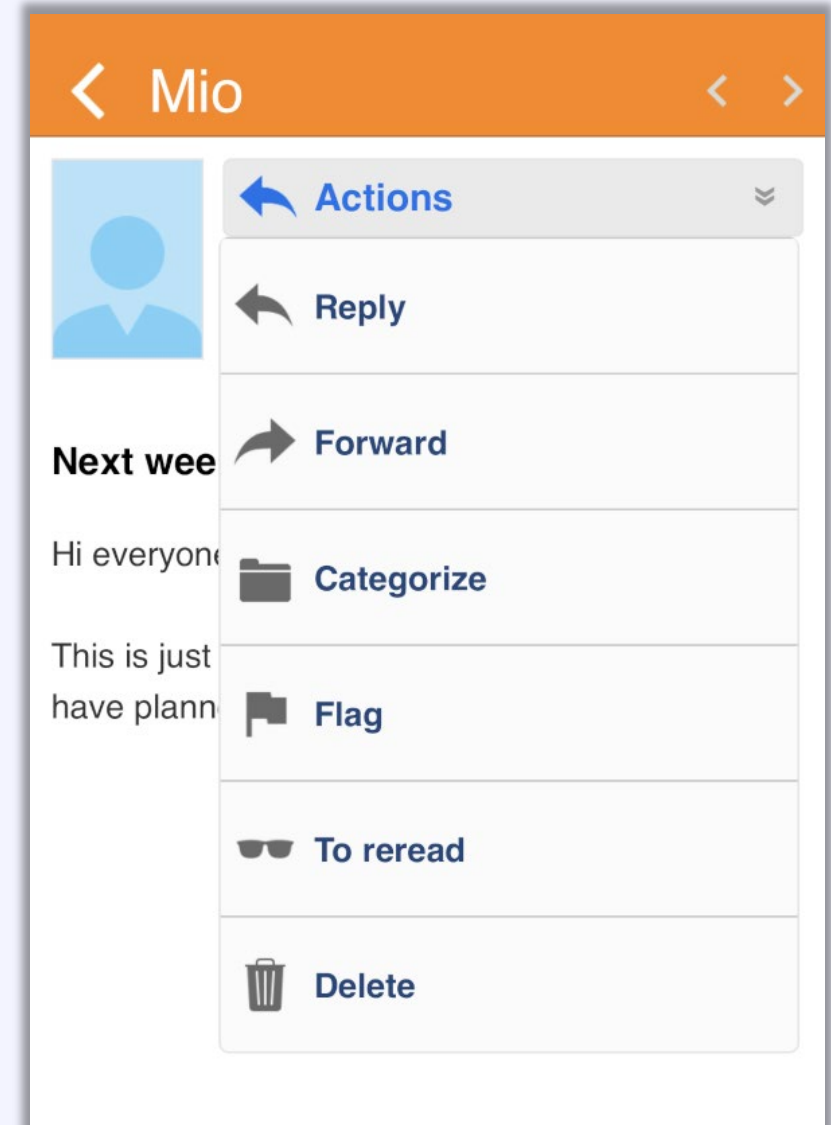 Mio
Actions
Reply
Forward
Next wee
Hi everyone
Categorize
This is just
have plann
Flag
To reread
Delete